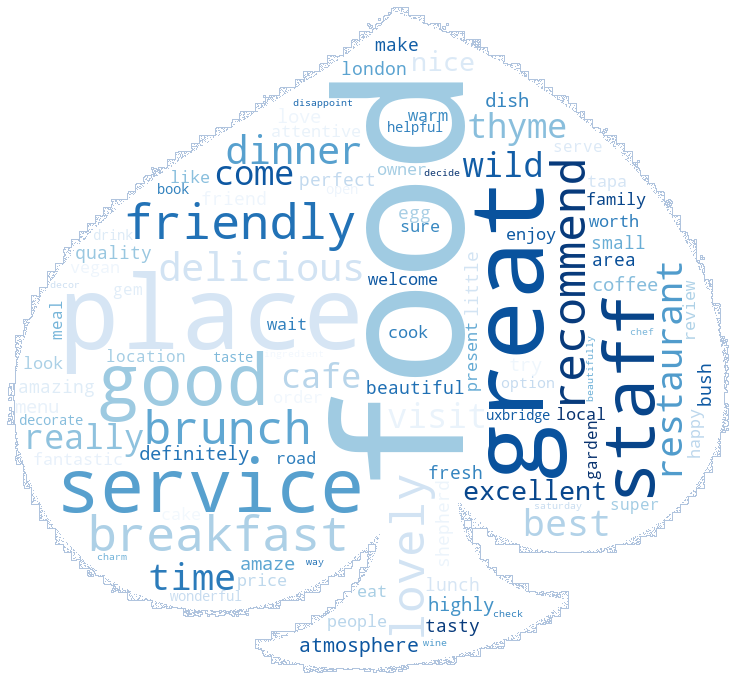 make
london
nice
disappoint
dish
love
warm
attentive
helpful
thyme
dinner
serve
like
come
perfect
owner
decide
wild
tapa
book
friend
open
family
friendly
egg
sure
worth
drink
enjoy
small
quality
vegan
delicious
welcome
little
area
decor
gem
place
food
great
recommend
coffee
restaurant
review
meal
wait
cook
present
staff
chef
look
location
taste
ingredient
try
beautifully
amazing
good
cafe
beautiful
option
bush
menu
order
decorate
brunch
visit
uxbridge
local
happy
really
definitely
road
garden
fantastic
service
fresh
excellent
lovely
shepherd
super
saturday
cake
breakfast
best
charm
amaze
way
time
price
eat
lunch
wonderful
highly
check
people
tasty
atmosphere
wine